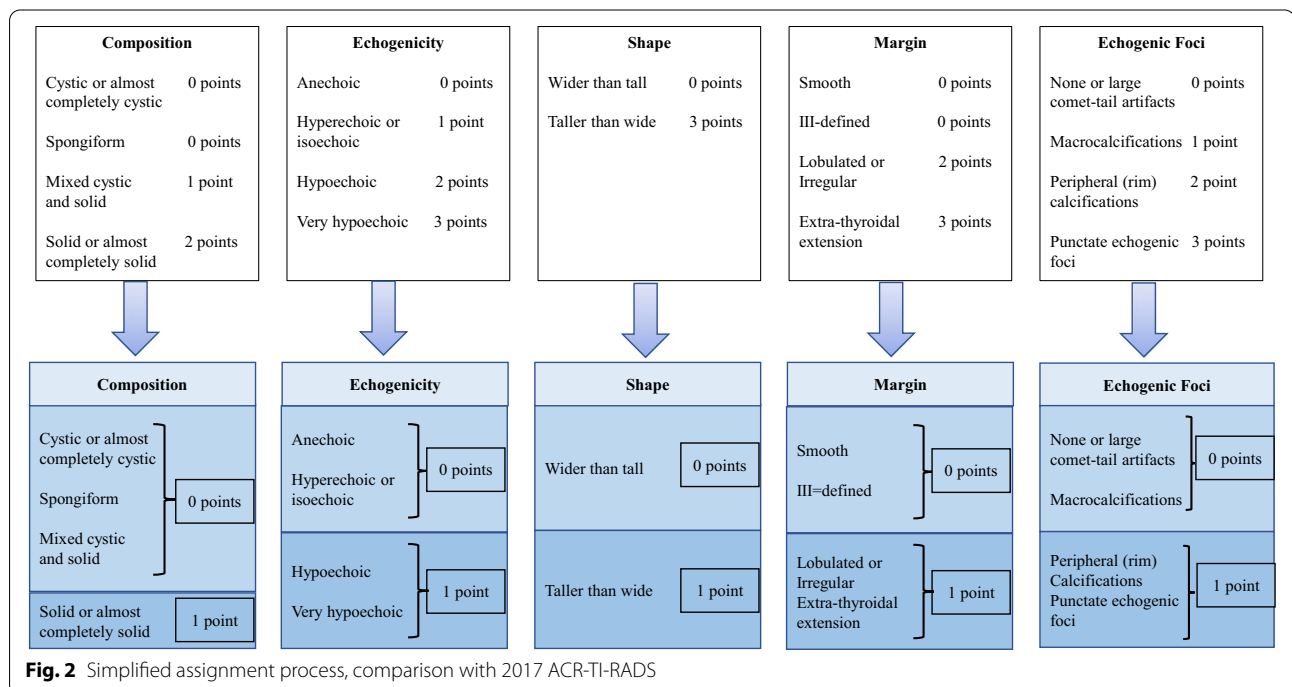 Composition
Cystic or almost 0 points
completely cystic
Spongiform 0 points
Mixed cystic 1 point
and solid
Solid or almost 2 points
completely solid
Echogenicity
Anechoic 0 points
Hyperechoic or 1 point
isoechoic
Hypoechoic 2 points
Very hypoechoic 3 points
Shape
Wider than tall 0 points
Taller than wide 3 points
Margin
Smooth 0 points
III-defined 0 points
Lobulated or 2 points
Irregular
Extra-thyroidal 3 points
extension
Echogenic Foci
None or large 0 points
comet-tail artifacts
Macrocalcifications 1 point
Peripheral (rim) 2 point
calcifications
Punctate echogenic 3 points
foci
Composition
Cystic or almost
completely cystic
Spongiform
0 points
Mixed cystic
and solid
Solid or almost
completely solid
1 point
Echogenicity
Anechoic
0 points
Hyperechoic or
isoechoic
Hypoechoic
1 point
Very hypoechoic
Shape
Wider than tall 0 points
Taller than wide 1 point
Margin
Smooth
0 points
III=defined
Lobulated or
Irregular
1 point
Extra-thyroidal
extension
Echogenic Foci
None or large
comet-tail artifacts
0 points
Macrocalcifications
Peripheral (rim)
Calcifications
1 point
Punctate echogenic
foci
Fig. 2 Simplified assignment process, comparison with 2017 ACR-TI-RADS